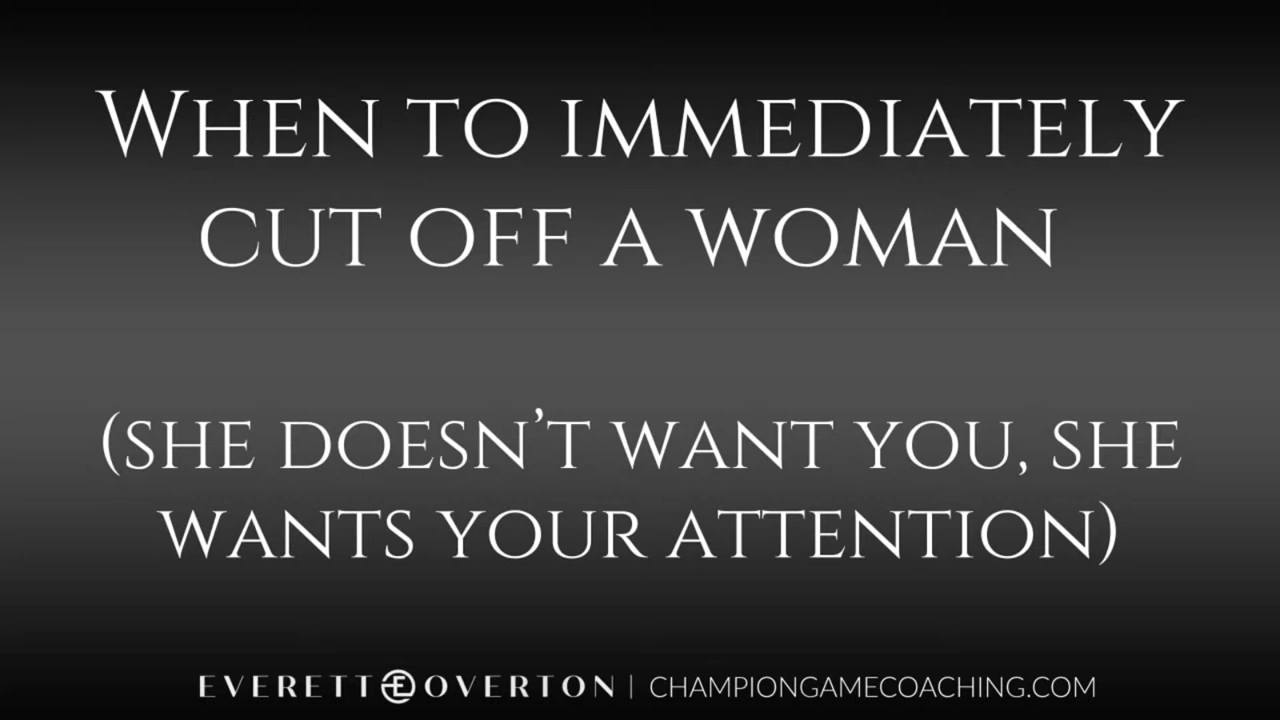 WHEN TO IMMEDIATELY
CUT OFF A WOMAN
(SHE DOESN'T WANT YOU, SHE
WANTS YOUR ATTENTION)
EVERETT E OVERTON | CHAMPIONGAMECOACHING.COM